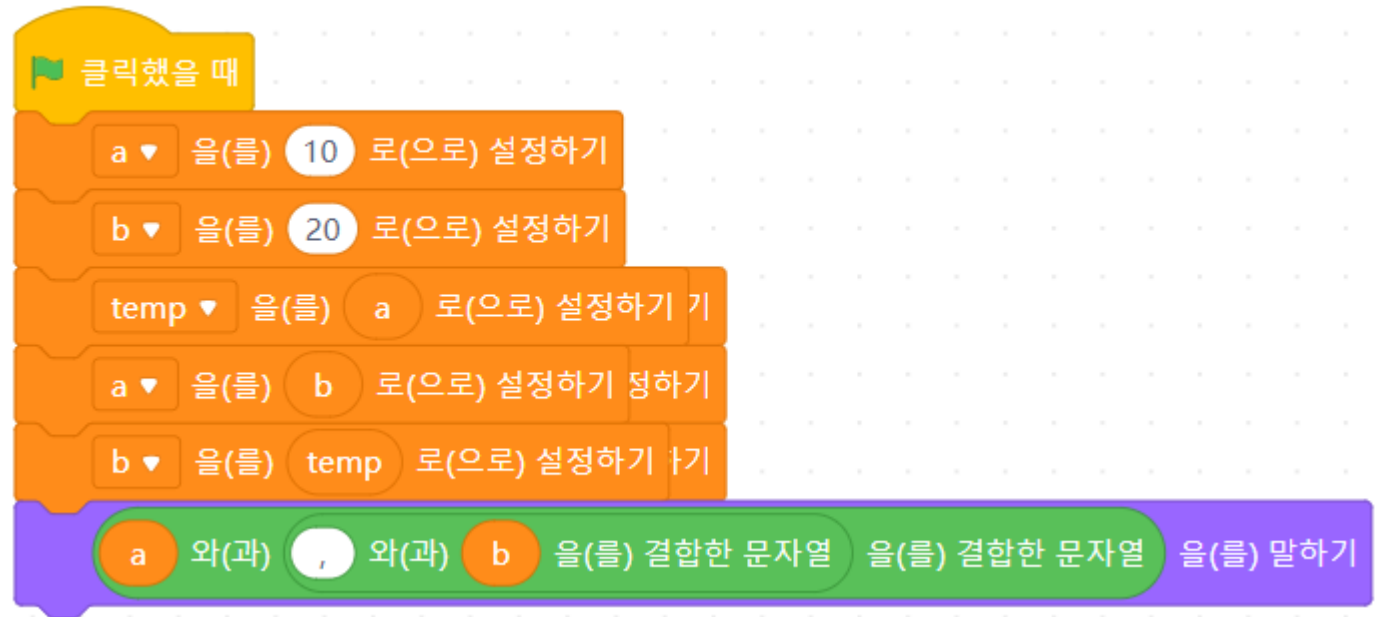 클릭했을 때
a 을(를) 10 로(으로) 설정하기
b 을(를) 20 로(으로) 설정하기
temp 을(를) a 로(으로) 설정하기 기
a 을(를) b 로(으로) 설정하기 정하기
b 을(를) temp 로(으로) 설정하기 하기
a 와(과) , 와(과) b 을(를) 결합한 문자열 을(를) 결합한 문자열 을(를) 말하기